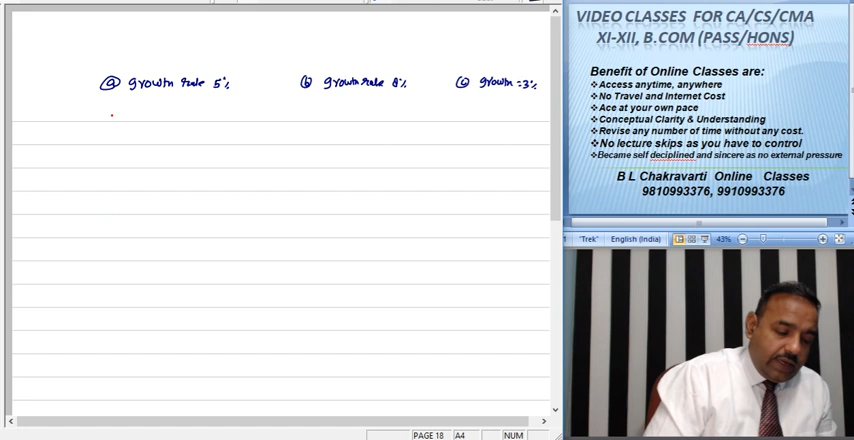 VIDEO CLASSES FOR CA/CS/CMA
XI-XII, B.COM (PASS/HONS)
Benefit of Online Classes are:
❖Access anytime, anywhere
❖No Travel and Internet Cost
❖Ace at your own pace
❖Conceptual Clarity & Understanding
❖Revise any number of time without any cost.
❖No lecture skips as you have to control
❖Became self deciplined and sincere as no external pressure
B L Chakravarti Online Classes
9810993376, 9910993376
1 "Trek" English (India) 43%
(a) growth rate 5% (b) growth rate 8% (c) growth = 3%
PAGE 18 A4 NUM